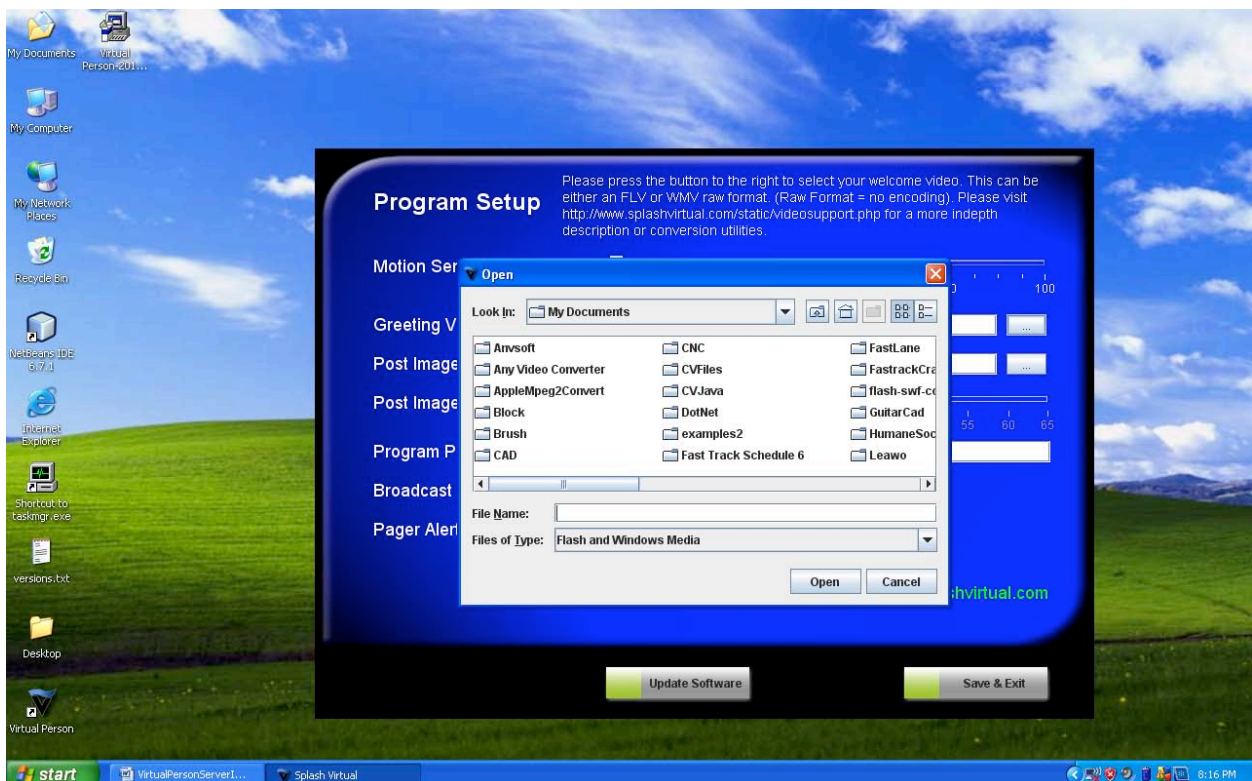 My Documents
Virtual
Person-201...
My Computer
My Network
Places
Recycle Bin
NetBeans IDE
6.7.1
Internet
Explorer
Shortcut to
taskmgr.exe
versions.txt
Desktop
Virtual Person
Program Setup
Please press the button to the right to select your welcome video. This can be
either an FLV or WMV raw format. (Raw Format = no encoding). Please visit
http://www.splashvirtual.com/static/videosupport.php for a more indepth
description or conversion utilities.
Motion Ser
100
Greeting V
...
Post Image
...
Post Image
55 60 65
Program P
Broadcast
Pager Alert
Open
Look In: My Documents
Anvsoft CNC FastLane
Any Video Converter CVFiles FastrackCra
AppleMpeg2Convert CVJava flash-swf-co
Block DotNet GuitarCad
Brush examples2 HumaneSoc
CAD Fast Track Schedule 6 Leawo
File Name:
Files of Type: Flash and Windows Media
Open Cancel
shvirtual.com
Update Software Save & Exit
start VirtualPersonServerI... Splash Virtual 8:16 PM